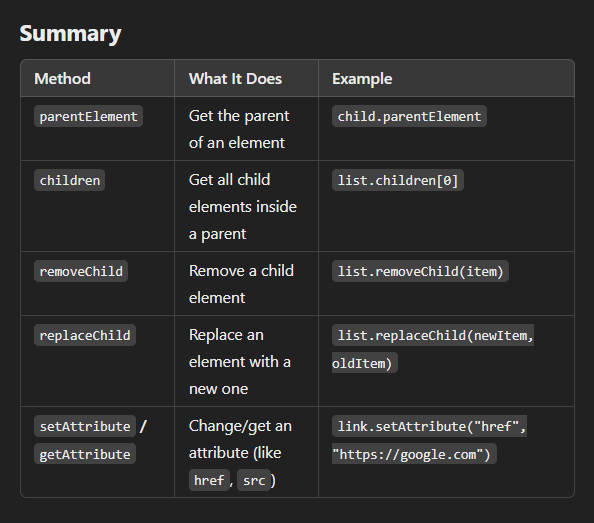 Summary
Method What It Does Example
parentElement Get the parent child.parentElement
of an element
children Get all child list.children[0]
elements inside
a parent
removeChild Remove a child list.removeChild(item)
element
replaceChild Replace an list.replaceChild(newItem,
element with a oldItem)
new one
setAttribute / Change/get an link.setAttribute("href",
getAttribute attribute (like "https://google.com")
href, src)